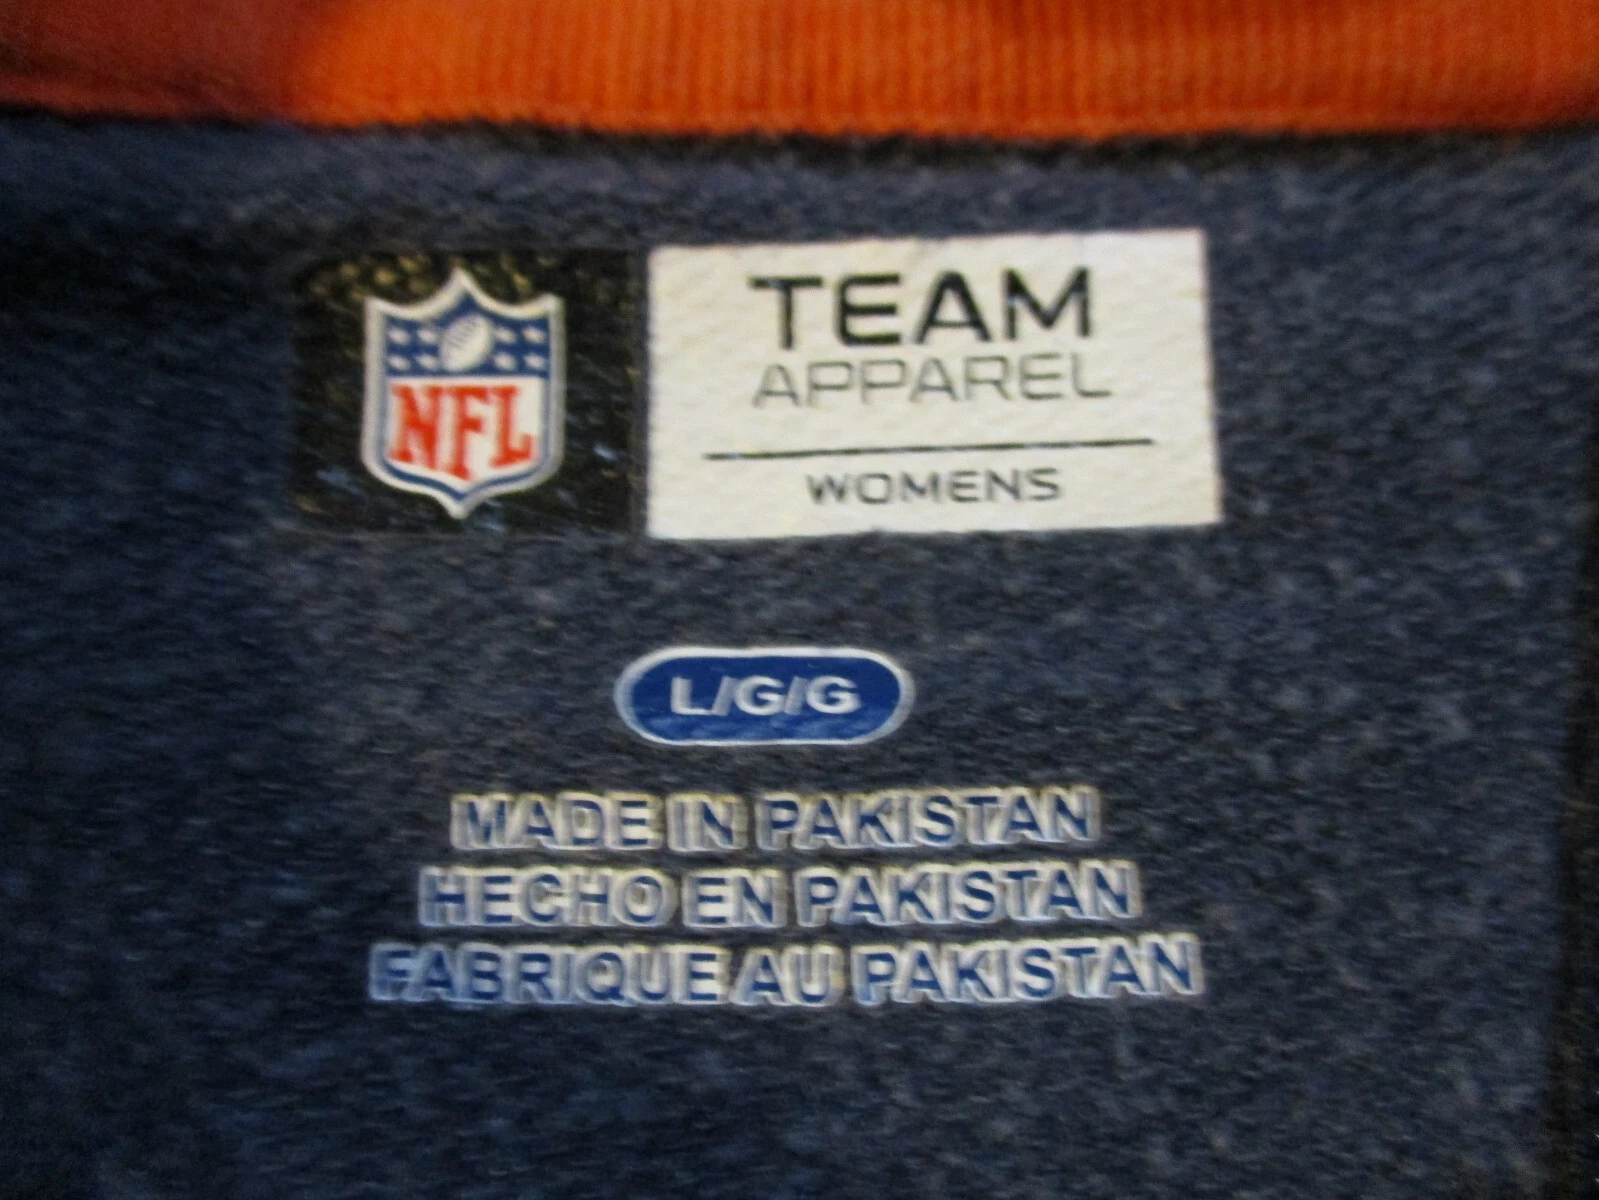 NFL
TEAM
APPAREL
WOMENS
L/G/G
MADE IN PAKISTAN
HECHO EN PAKISTAN
FABRIQUE AU PAKISTAN